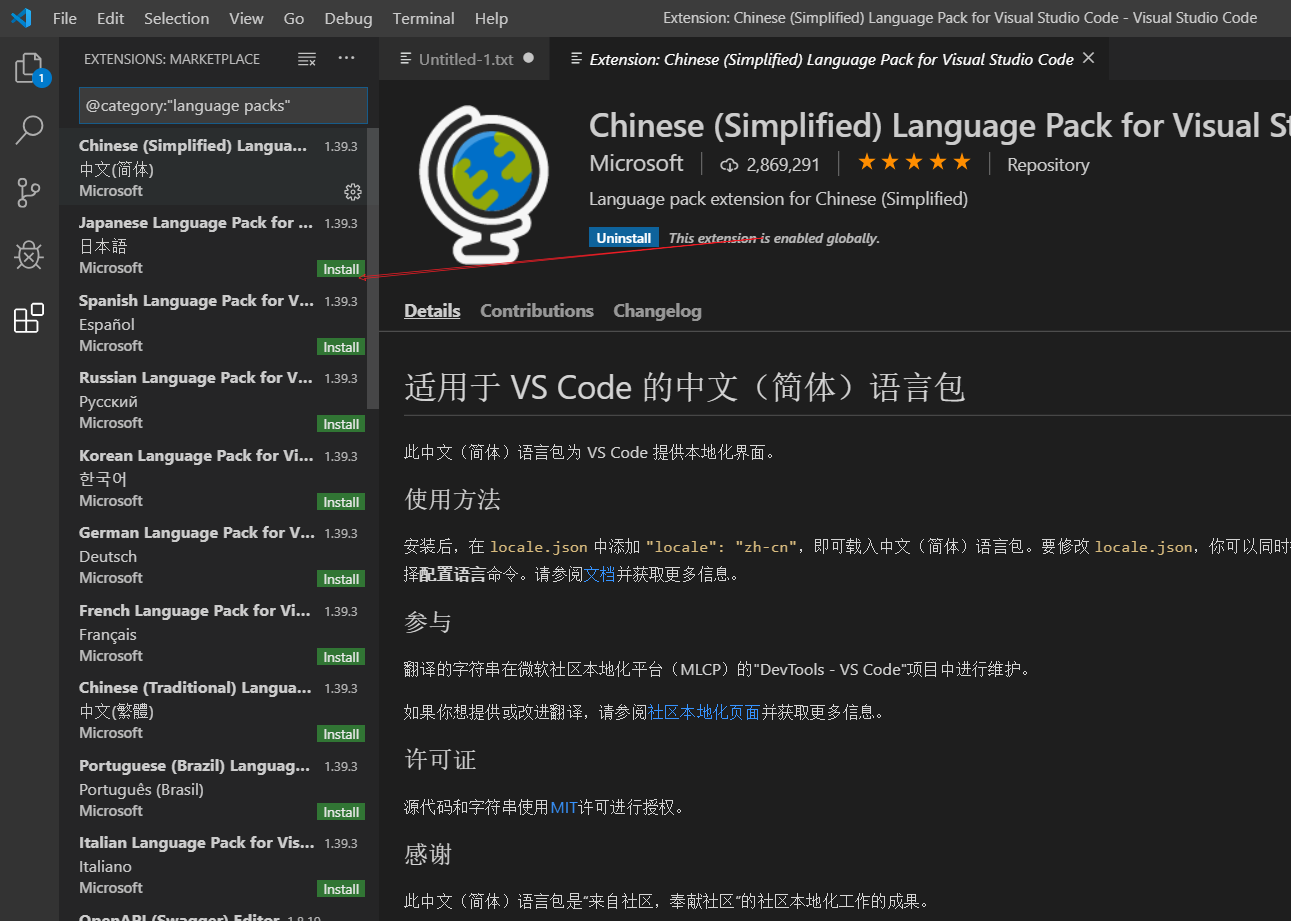 File Edit Selection View Go Debug Terminal Help
Extension: Chinese (Simplified) Language Pack for Visual Studio Code - Visual Studio Code
1
EXTENSIONS: MARKETPLACE
@category:"language packs"
Chinese (Simplified) Langua... 1.39.3
中文(简体)
Microsoft
Japanese Language Pack for ... 1.39.3
日本語
Microsoft
Install
Spanish Language Pack for V... 1.39.3
Español
Microsoft
Install
Russian Language Pack for V... 1.39.3
Русский
Microsoft
Install
Korean Language Pack for Vi... 1.39.3
한국어
Microsoft
Install
German Language Pack for V... 1.39.3
Deutsch
Microsoft
Install
French Language Pack for Vi... 1.39.3
Français
Microsoft
Install
Chinese (Traditional) Langua... 1.39.3
中文(繁體)
Microsoft
Install
Portuguese (Brazil) Languag... 1.39.3
Português (Brasil)
Microsoft
Install
Italian Language Pack for Vis... 1.39.3
Italiano
Microsoft
Install
OpenAPI (Swagger) Editor 1.8.10
Untitled-1.txt
Extension: Chinese (Simplified) Language Pack for Visual Studio Code
Chinese (Simplified) Language Pack for Visual St
Microsoft 2,869,291 Repository
Language pack extension for Chinese (Simplified)
Uninstall This extension is enabled globally.
Details Contributions Changelog
适用于 VS Code 的中文（简体）语言包
此中文（简体）语言包为 VS Code 提供本地化界面。
使用方法
安装后，在 locale.json 中添加 "locale": "zh-cn"，即可载入中文（简体）语言包。要修改 locale.json，你可以同时
择配置语言命令。请参阅文档并获取更多信息。
参与
翻译的字符串在微软社区本地化平台（MLCP）的"DevTools - VS Code"项目中进行维护。
如果你想提供或改进翻译，请参阅社区本地化页面并获取更多信息。
许可证
源代码和字符串使用MIT许可进行授权。
感谢
此中文（简体）语言包是“来自社区，奉献社区”的社区本地化工作的成果。